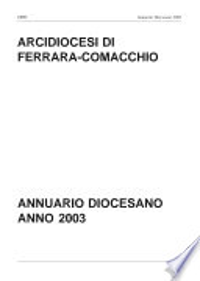 ARCIDIOCESI DI
FERRARA-COMACCHIO
ANNUARIO DIOCESANO
ANNO 2003